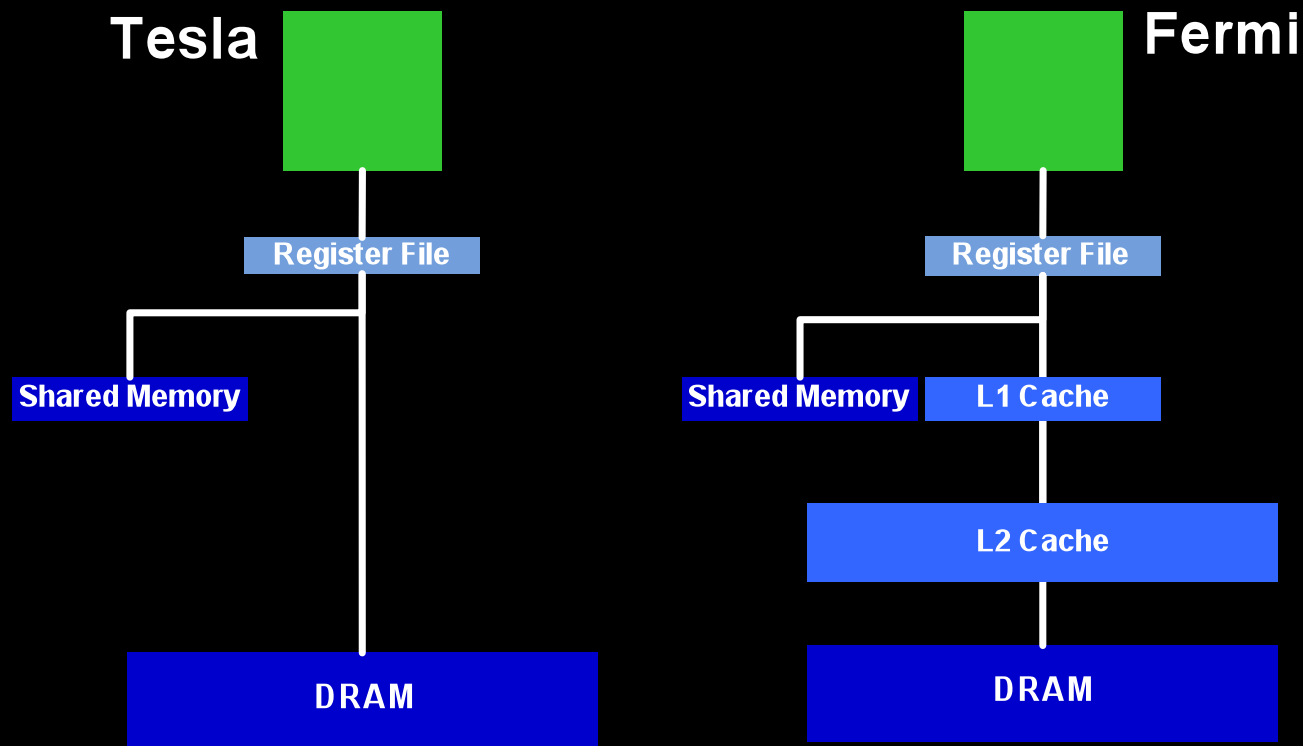 Tesla
Register File
Shared Memory
DRAM
Fermi
Register File
Shared Memory
L1 Cache
L2 Cache
DRAM